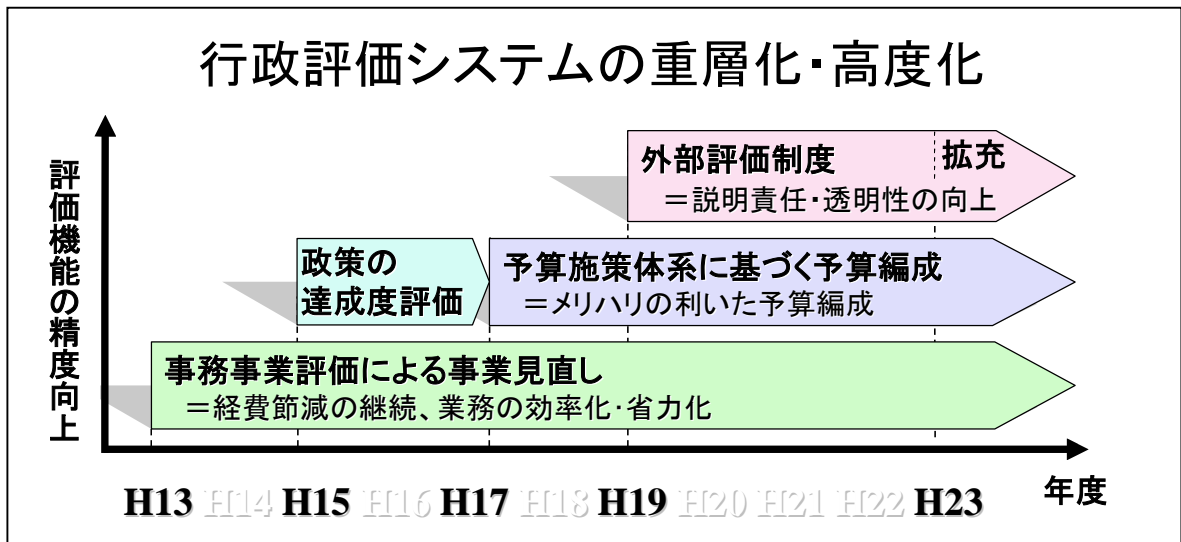 行政評価システムの重層化・高度化
評価機能の精度向上
外部評価制度
拡充
＝説明責任・透明性の向上
政策の
達成度評価
予算施策体系に基づく予算編成
＝メリハリの利いた予算編成
事務事業評価による事業見直し
＝経費節減の継続、業務の効率化・省力化
H13 H14 H15 H16 H17 H18 H19 H20 H21 H22 H23
年度